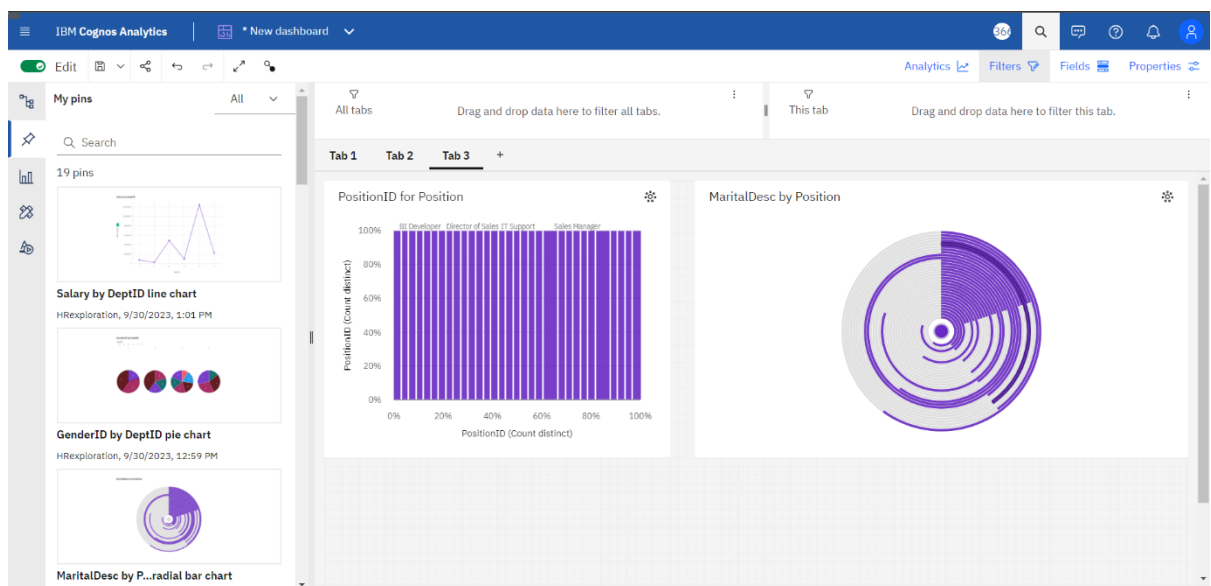 IBM Cognos Analytics
* New dashboard
Edit
Analytics
Filters
Fields
Properties
My pins
All
Search
19 pins
Salary by DeptID line chart
HRexploration, 9/30/2023, 1:01 PM
GenderID by DeptID pie chart
HRexploration, 9/30/2023, 12:59 PM
MaritalDesc by P...radial bar chart
All tabs
Drag and drop data here to filter all tabs.
This tab
Drag and drop data here to filter this tab.
Tab 1 Tab 2 Tab 3 +
PositionID for Position
BI Developer Director of Sales IT Support Sales Manager
100%
80%
60%
40%
20%
0%
PositionID (Count distinct)
0% 20% 40% 60% 80% 100%
PositionID (Count distinct)
MaritalDesc by Position